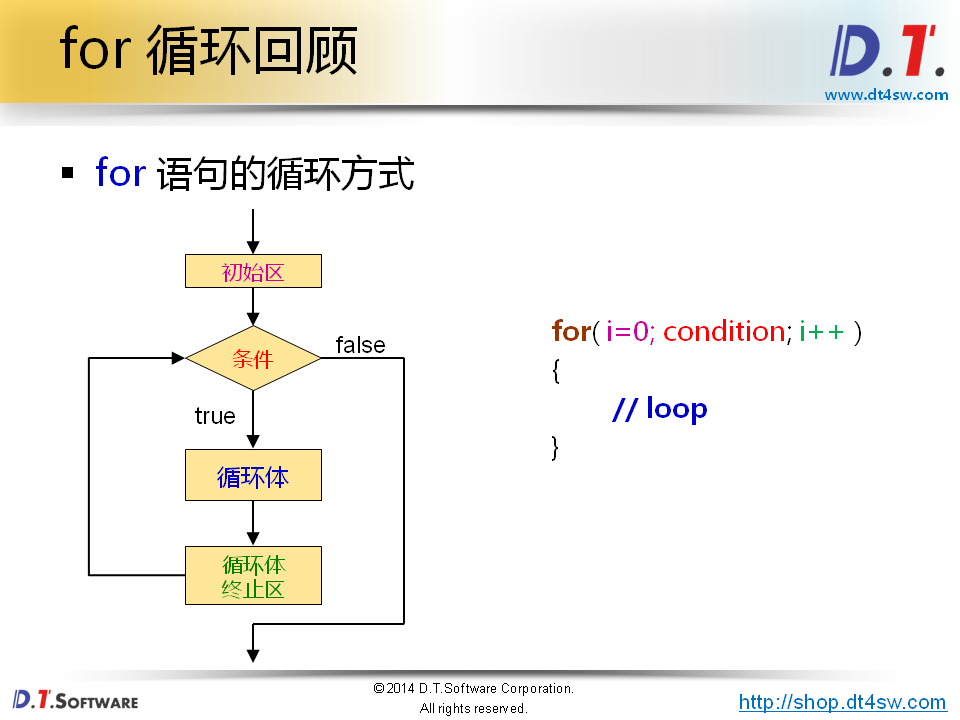 for 循环回顾
D.T.
www.dt4sw.com
▪ for 语句的循环方式
初始区
条件
false
true
循环体
循环体
终止区
for( i=0; condition; i++ )
{
// loop
}
D.T.SOFTWARE
©2014 D.T.Software Corporation.
All rights reserved.
http://shop.dt4sw.com